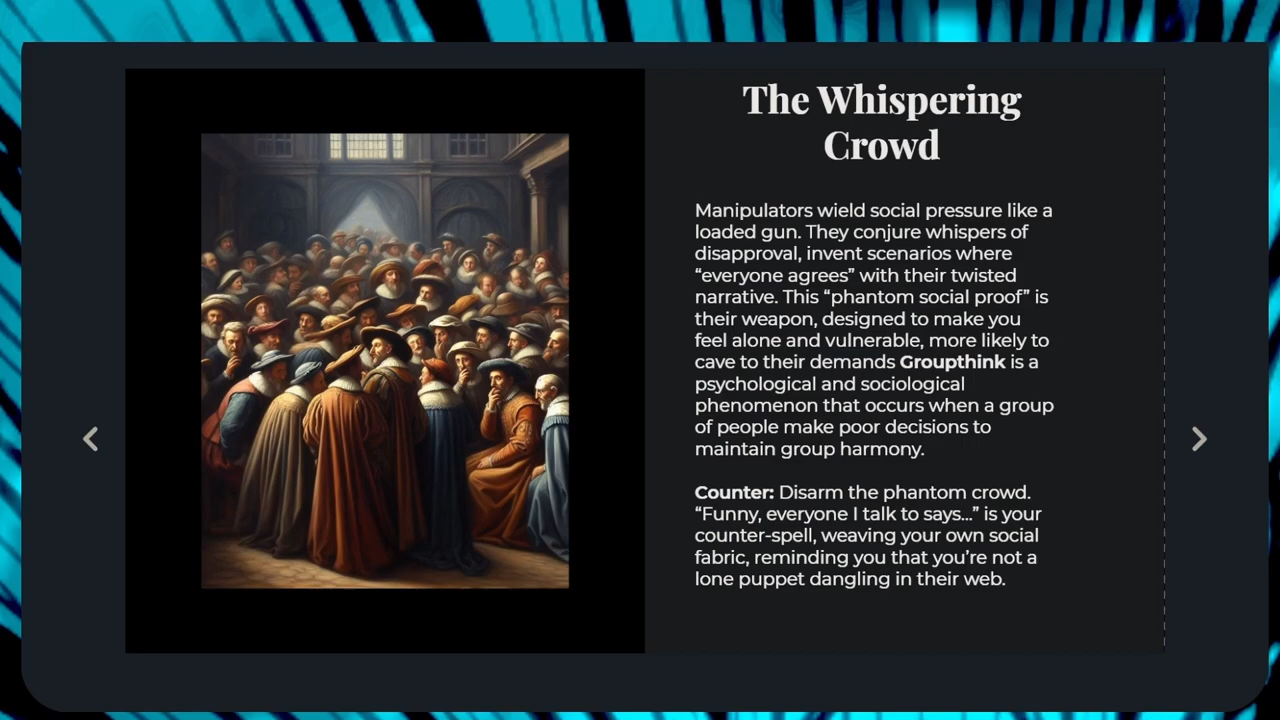 The Whispering
Crowd
Manipulators wield social pressure like a
loaded gun. They conjure whispers of
disapproval, invent scenarios where
“everyone agrees” with their twisted
narrative. This “phantom social proof” is
their weapon, designed to make you
feel alone and vulnerable, more likely to
cave to their demands Groupthink is a
psychological and sociological
phenomenon that occurs when a group
of people make poor decisions to
maintain group harmony.
Counter: Disarm the phantom crowd.
“Funny, everyone I talk to says...” is your
counter-spell, weaving your own social
fabric, reminding you that you’re not a
lone puppet dangling in their web.